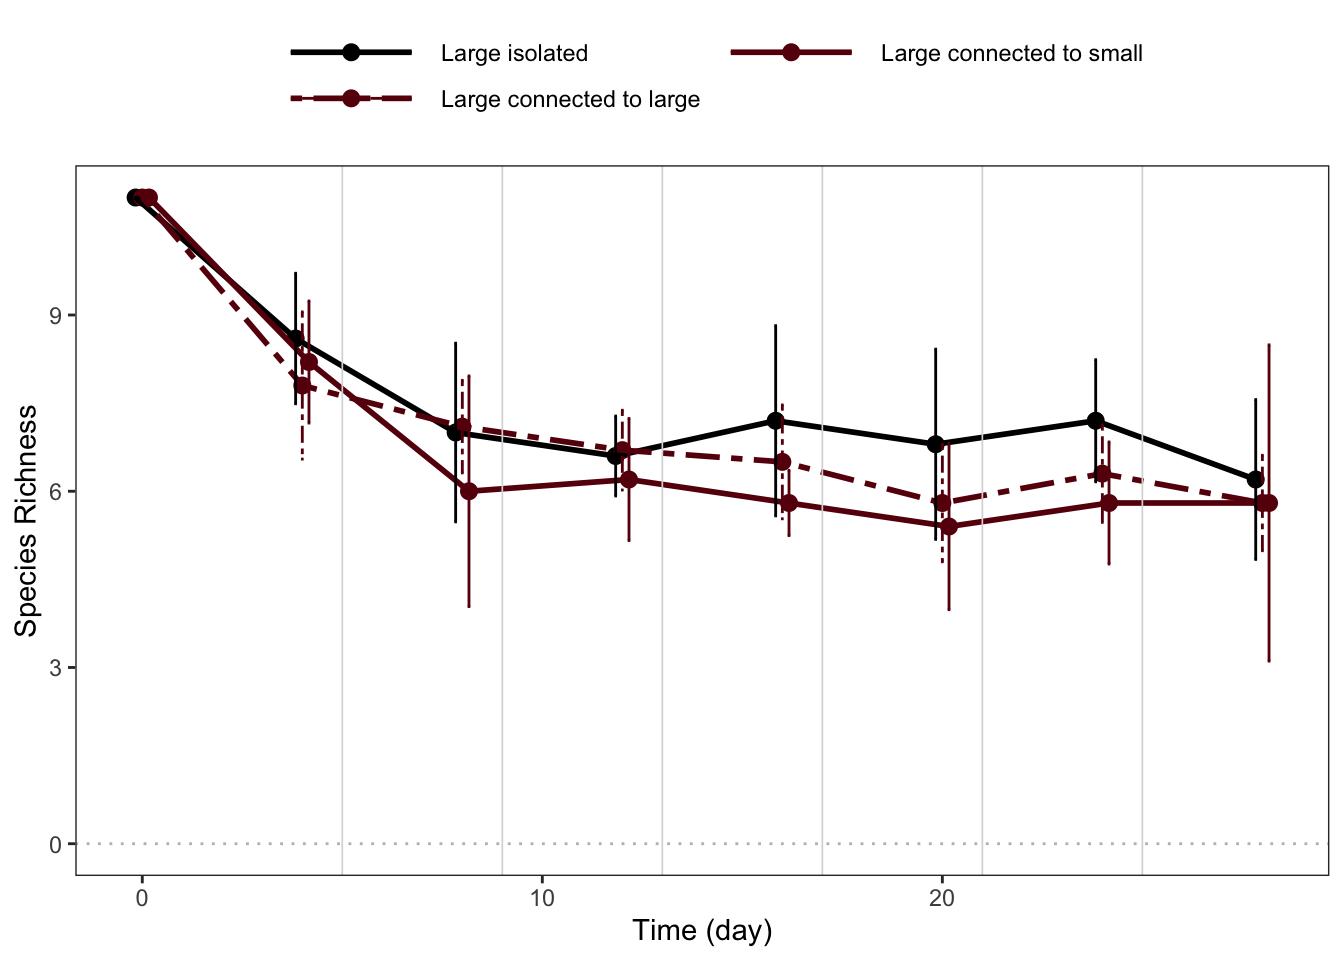 Large isolated
Large connected to small
Large connected to large
Species Richness
9
6
3
0
0
10
20
Time (day)